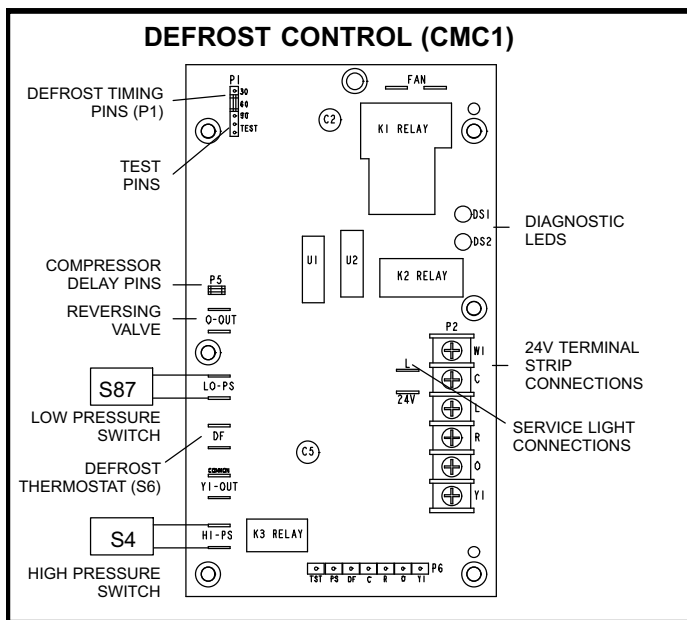 DEFROST CONTROL (CMC1)
P1
30
60
90
TEST
DEFROST TIMING
PINS (P1)
TEST
PINS
FAN
C2
K1 RELAY
DS1
DS2
DIAGNOSTIC
LEDS
U1
U2
K2 RELAY
COMPRESSOR
DELAY PINS
P5
REVERSING
VALVE
O-OUT
S87
LO-PS
LOW PRESSURE
SWITCH
DF
DEFROST
THERMOSTAT (S6)
COMMON
Y1-OUT
S4
HI-PS
HIGH PRESSURE
SWITCH
C5
K3 RELAY
P2
W1
C
L
R
O
Y1
L
24V
24V TERMINAL
STRIP
CONNECTIONS
SERVICE LIGHT
CONNECTIONS
P6
TST PS DF C R O Y1